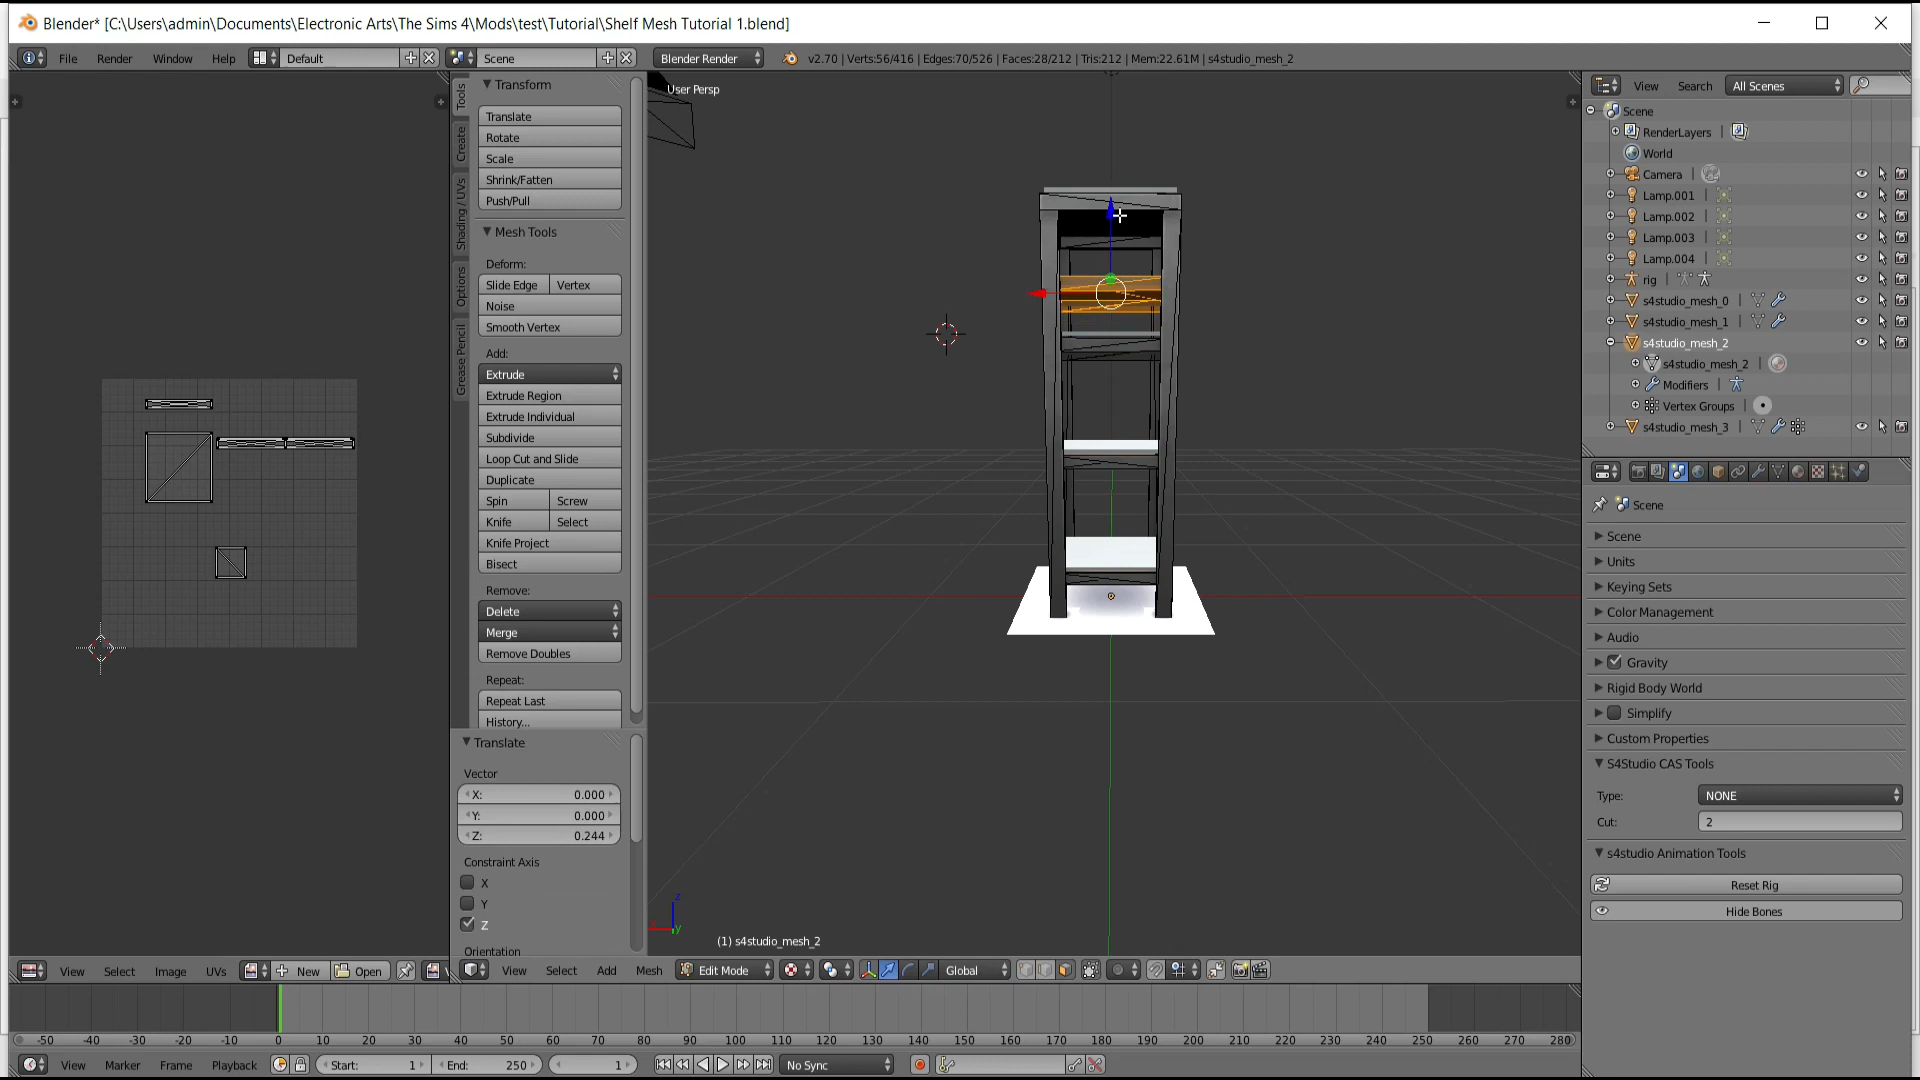 Blender* [C:\Users\admin\Documents\Electronic Arts\The Sims 4\Mods\test\Tutorial\Shelf Mesh Tutorial 1.blend]
File Render Window Help Default Scene Blender Render v2.70 | Verts:56/416 | Edges:70/526 | Faces:28/212 | Tris:212 | Mem:22.61M | s4studio_mesh_2
Tools
Create
Shading / UVs
Options
Grease Pencil
Transform
Translate
Rotate
Scale
Shrink/Fatten
Push/Pull
Mesh Tools
Deform:
Slide Edge Vertex
Noise
Smooth Vertex
Add:
Extrude
Extrude Region
Extrude Individual
Subdivide
Loop Cut and Slide
Duplicate
Spin Screw
Knife Select
Knife Project
Bisect
Remove:
Delete
Merge
Remove Doubles
Repeat:
Repeat Last
History...
Translate
Vector
X: 0.000
Y: 0.000
Z: 0.244
Constraint Axis
X
Y
Z
Orientation
User Persp
z
x
y
(1) s4studio_mesh_2
View Search All Scenes
Scene
RenderLayers |
World
Camera |
Lamp.001 |
Lamp.002 |
Lamp.003 |
Lamp.004 |
rig |
s4studio_mesh_0 |
s4studio_mesh_1 |
s4studio_mesh_2
s4studio_mesh_2 |
Modifiers |
Vertex Groups |
s4studio_mesh_3 |
Scene
Scene
Units
Keying Sets
Color Management
Audio
Gravity
Rigid Body World
Simplify
Custom Properties
S4Studio CAS Tools
Type: NONE
Cut: 2
s4studio Animation Tools
Reset Rig
Hide Bones
View Select Image UVs New Open V
View Select Add Mesh Edit Mode Global
-50 -40 -30 -20 -10 0 10 20 30 40 50 60 70 80 90 100 110 120 130 140 150 160 170 180 190 200 210 220 230 240 250 260 270 280
View Marker Frame Playback Start: 1 End: 250 1 No Sync